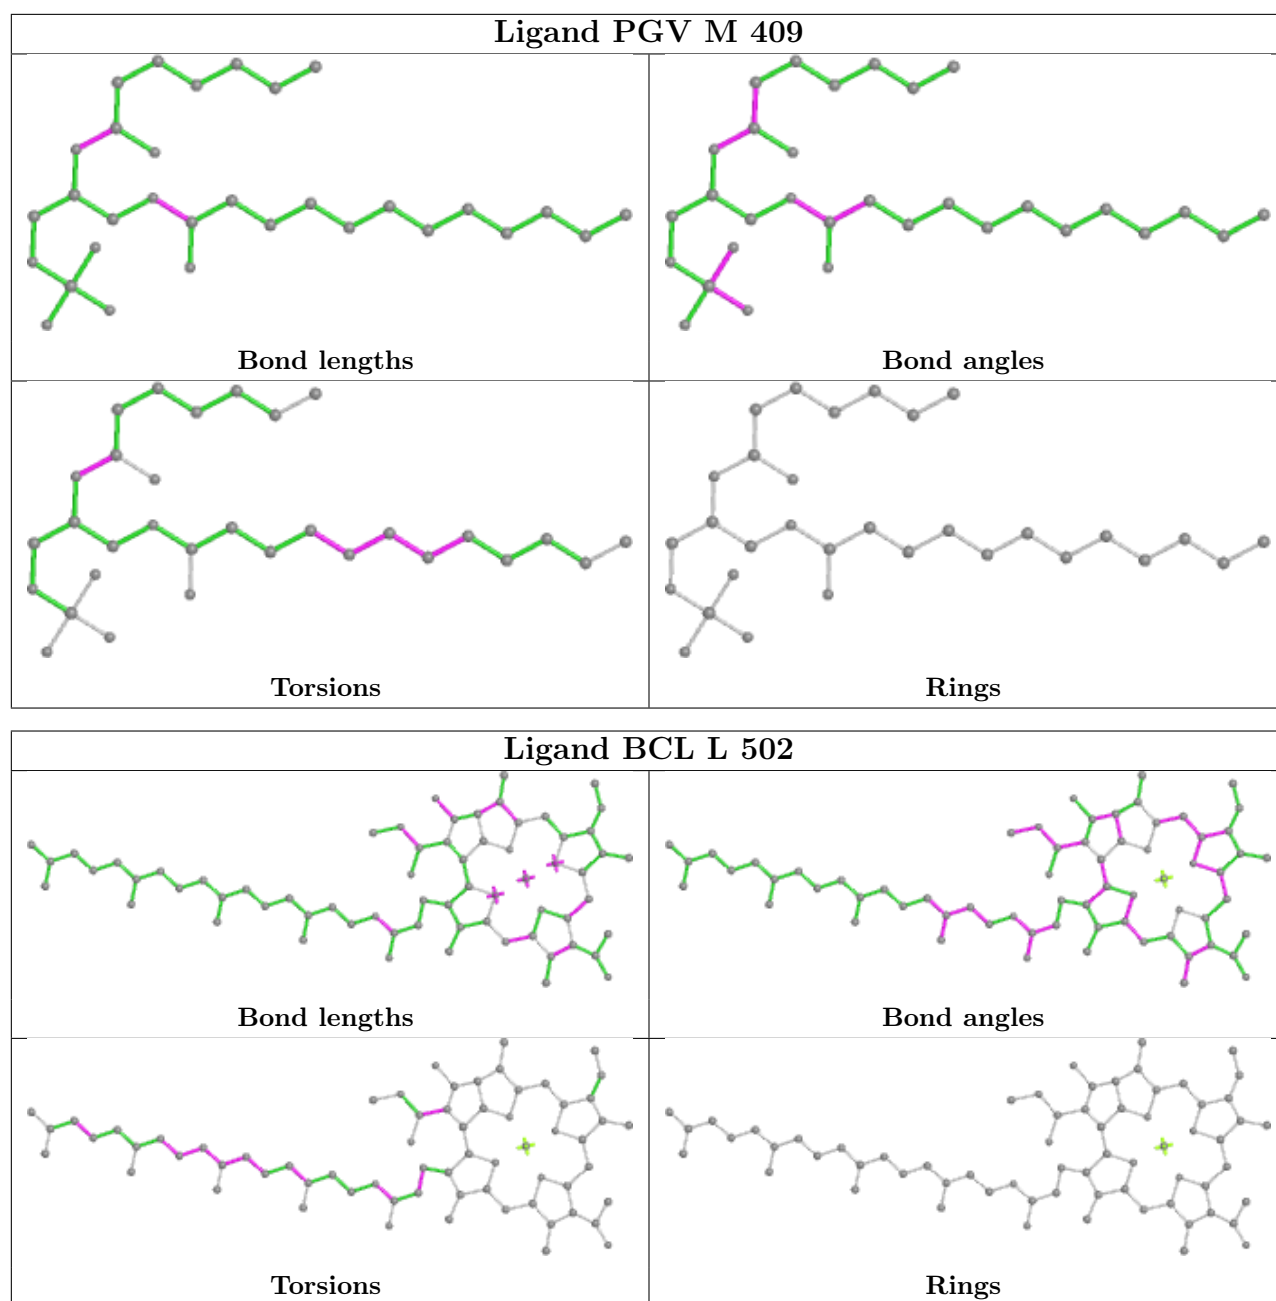 Ligand PGV M 409
Bond lengths
Bond angles
Torsions
Rings
Ligand BCL L 502
Bond lengths
Bond angles
Torsions
Rings